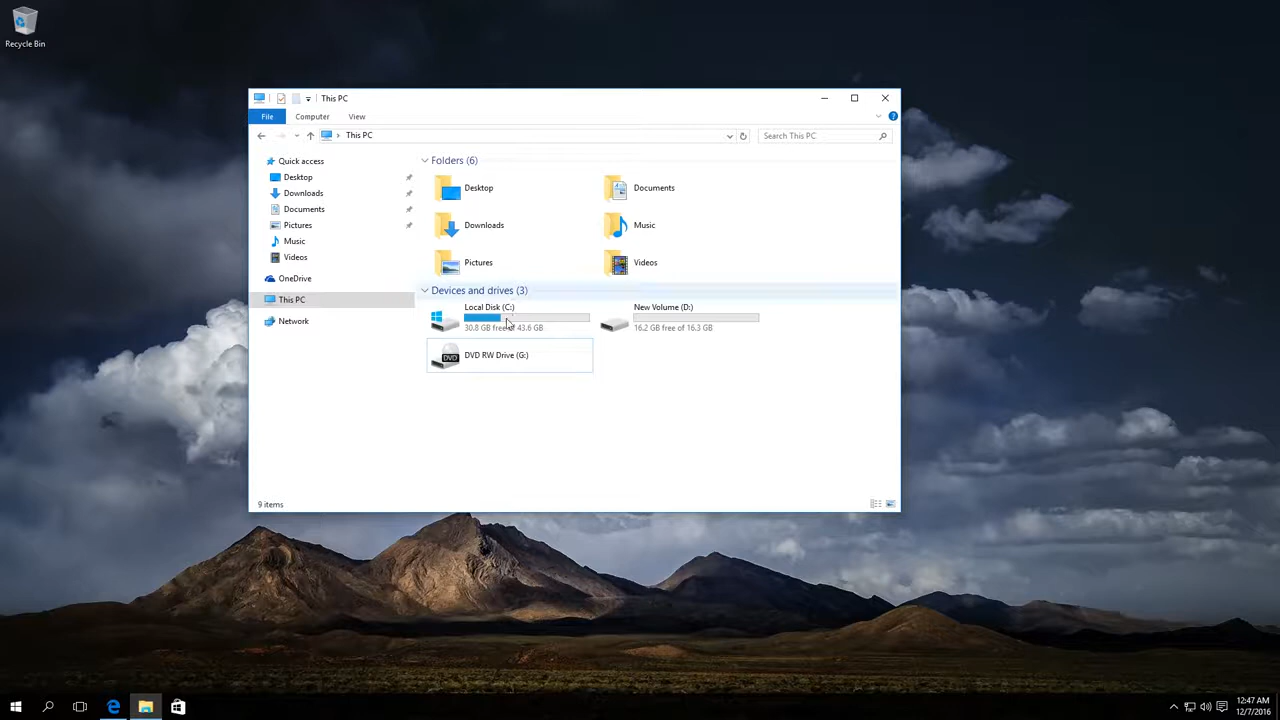 Recycle Bin
This PC
File
Computer
View
This PC
Search This PC
Quick access
Desktop
Downloads
Documents
Pictures
Music
Videos
OneDrive
This PC
Network
Folders (6)
Desktop
Documents
Downloads
Music
Pictures
Videos
Devices and drives (3)
Local Disk (C:)
30.8 GB free of 43.6 GB
New Volume (D:)
16.2 GB free of 16.3 GB
DVD
DVD RW Drive (G:)
9 items
12:47 AM
12/7/2016